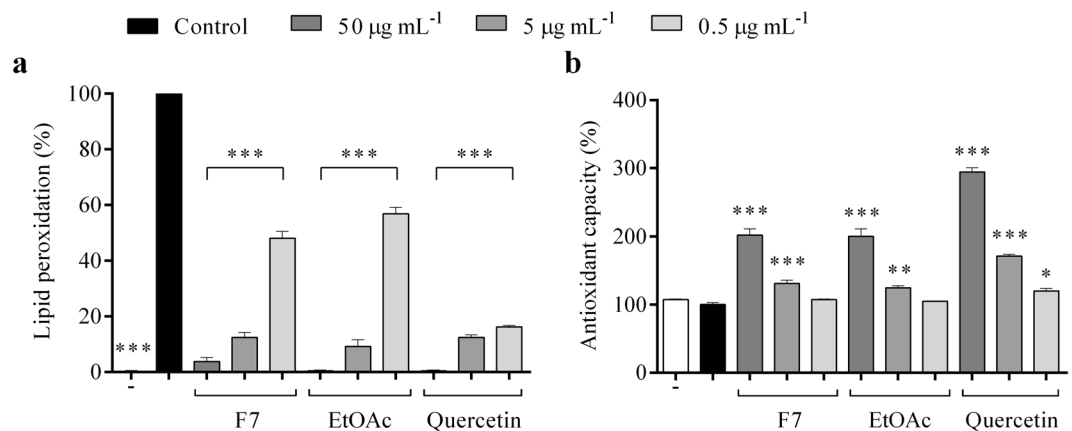 Control 50 µg mL⁻¹ 5 µg mL⁻¹ 0.5 µg mL⁻¹
a
Lipid peroxidation (%)
100
80
60
40
20
0
*** *** *** ***
-
F7 EtOAc Quercetin
b
Antioxidant capacity (%)
400
300
200
100
0
*** *** *** ** *** *** *
-
F7 EtOAc Quercetin